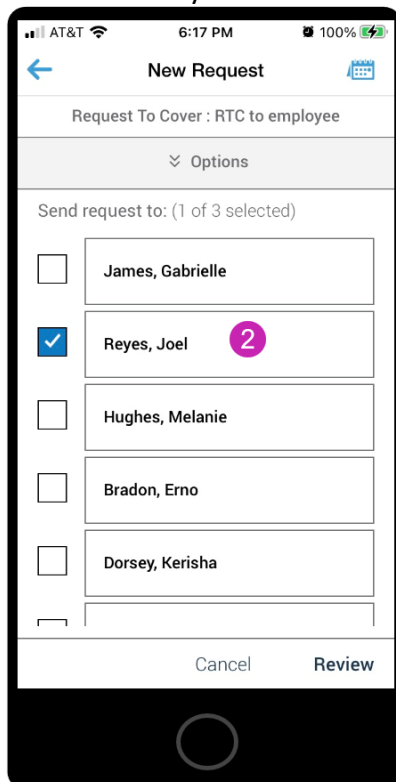 AT&T 6:17 PM 100%
New Request
Request To Cover : RTC to employee
Options
Send request to: (1 of 3 selected)
James, Gabrielle
Reyes, Joel 2
Hughes, Melanie
Bradon, Erno
Dorsey, Kerisha
Cancel Review